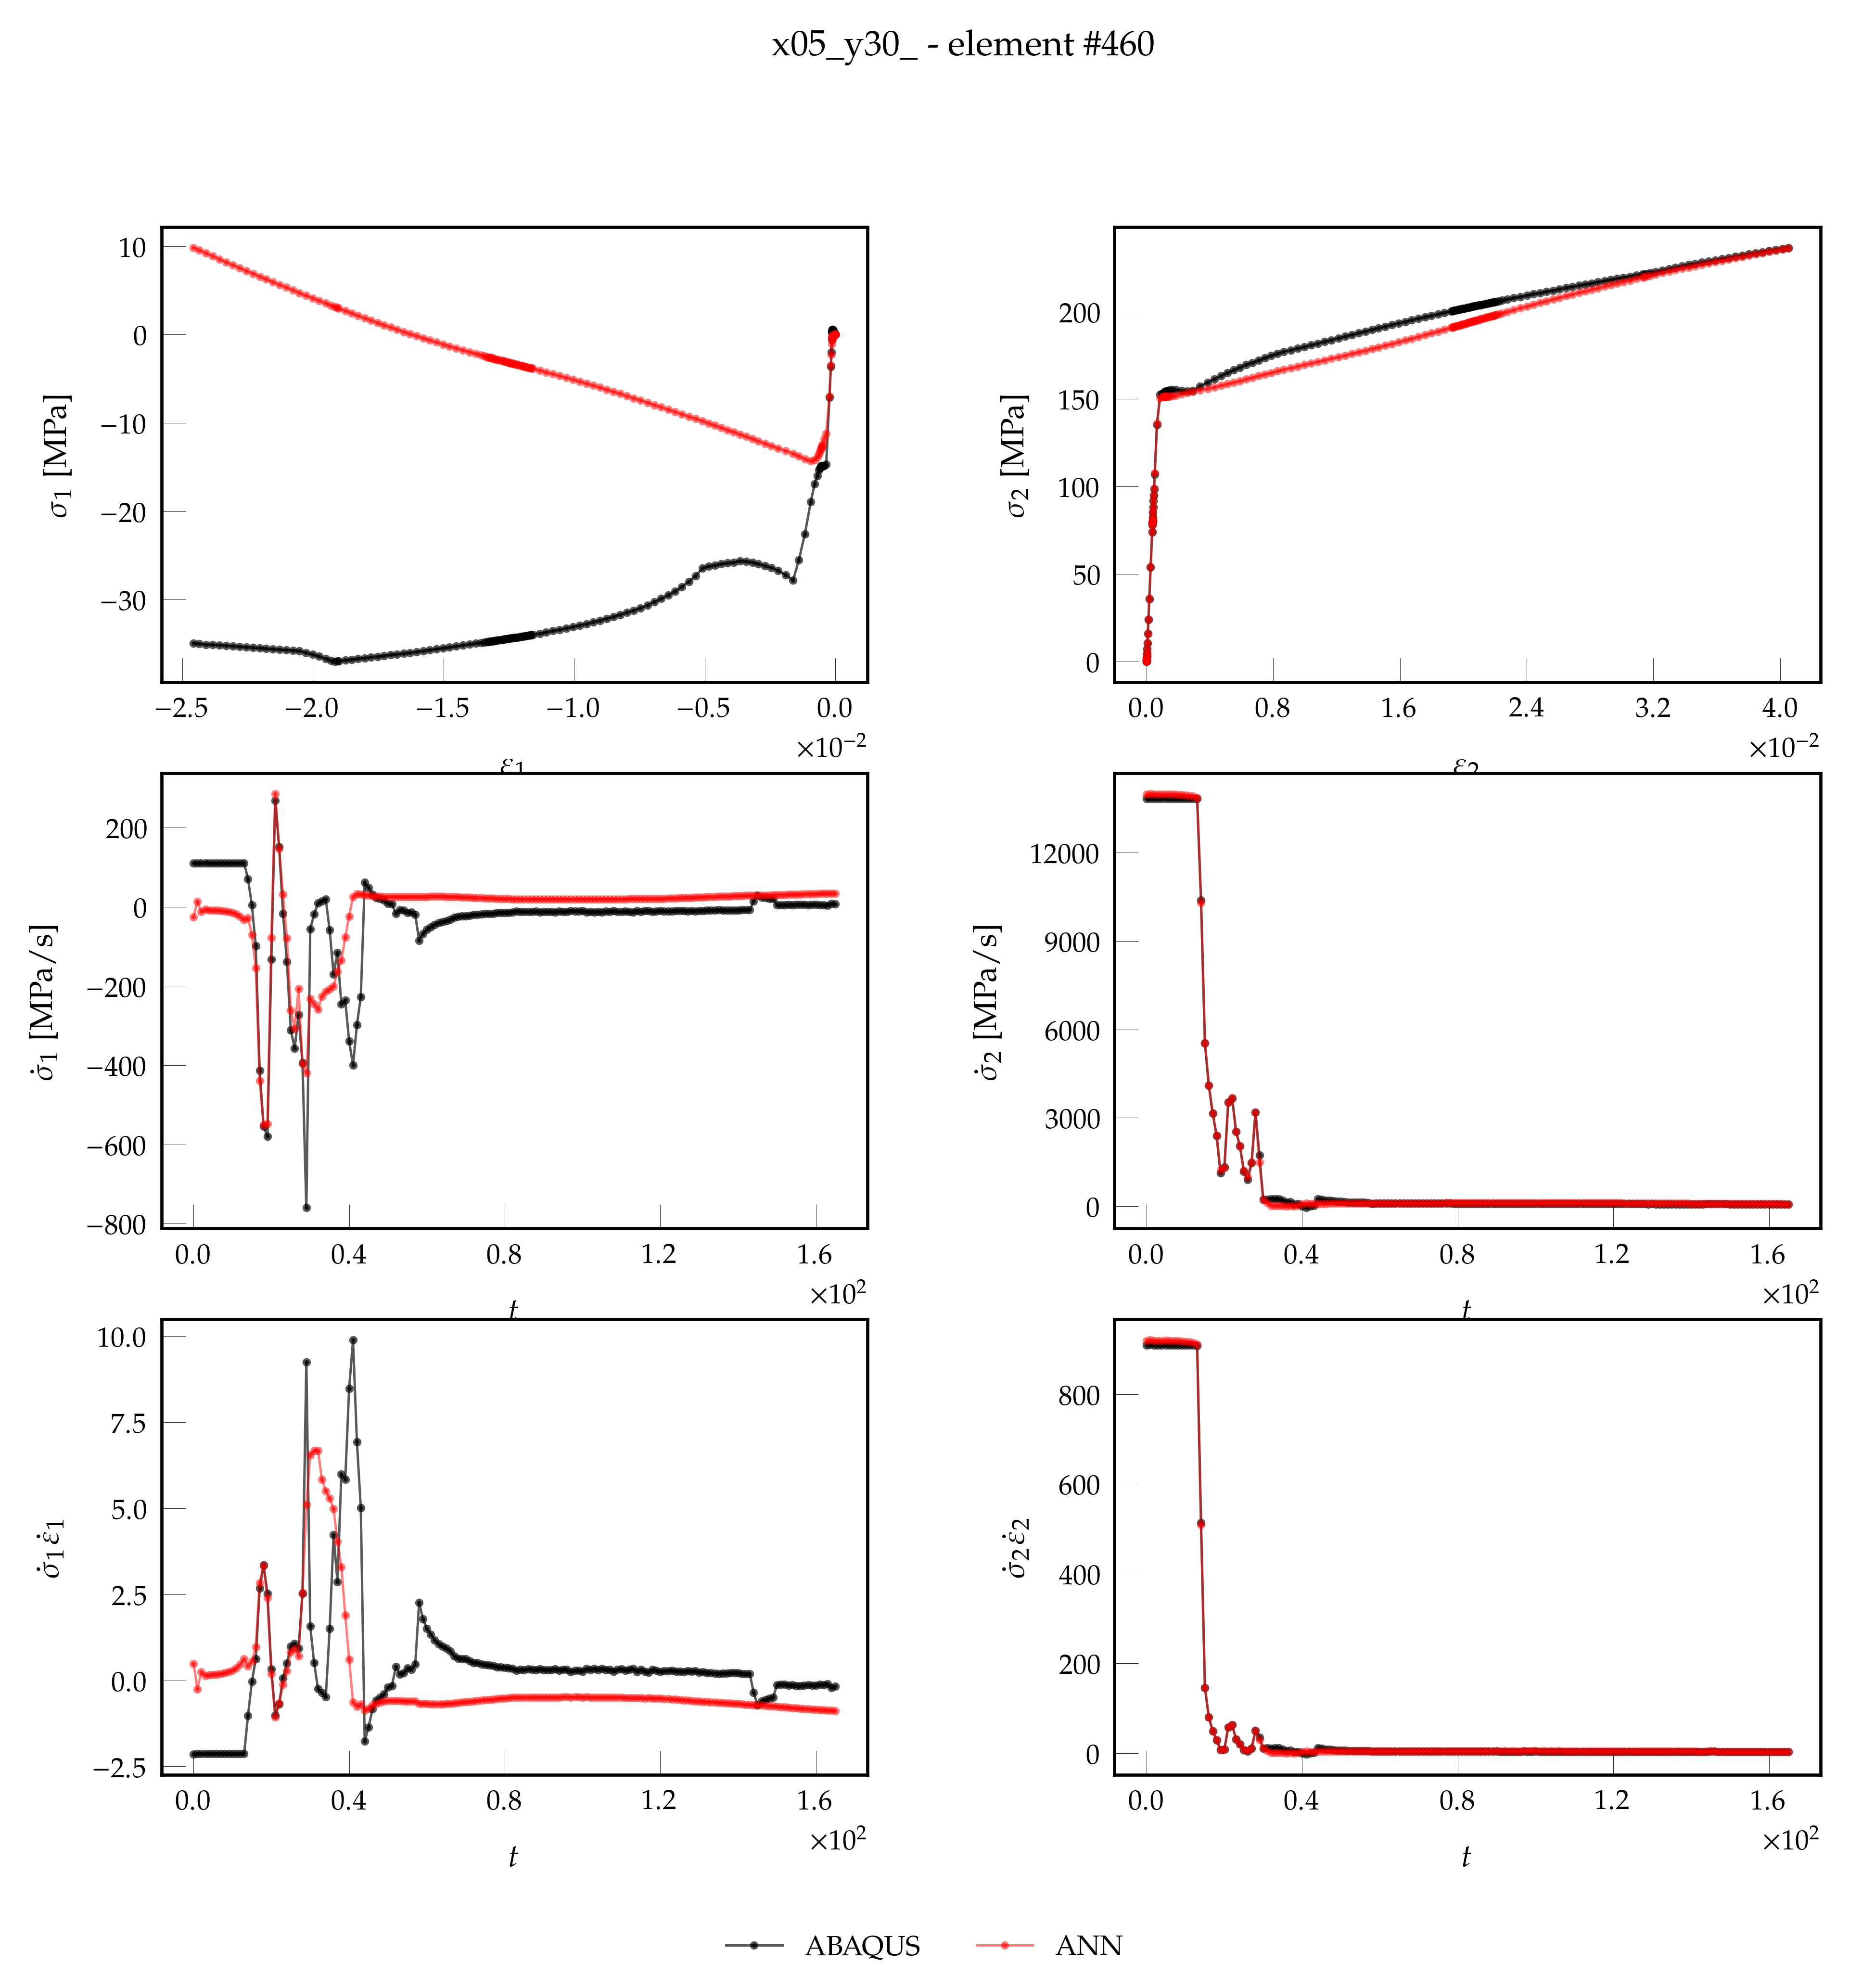 x05_y30_ - element #460
10
0
−10
−20
−30
σ1 [MPa]
−2.5 −2.0 −1.5 −1.0 −0.5 0.0
×10−2
ε1
200
150
100
50
0
σ2 [MPa]
0.0 0.8 1.6 2.4 3.2 4.0
×10−2
ε2
200
0
−200
−400
−600
−800
σ̇1 [MPa/s]
0.0 0.4 0.8 1.2 1.6
×102
t
12000
9000
6000
3000
0
σ̇2 [MPa/s]
0.0 0.4 0.8 1.2 1.6
×102
t
10.0
7.5
5.0
2.5
0.0
−2.5
σ̇1ε̇1
0.0 0.4 0.8 1.2 1.6
×102
t
800
600
400
200
0
σ̇2ε̇2
0.0 0.4 0.8 1.2 1.6
×102
t
ABAQUS ANN